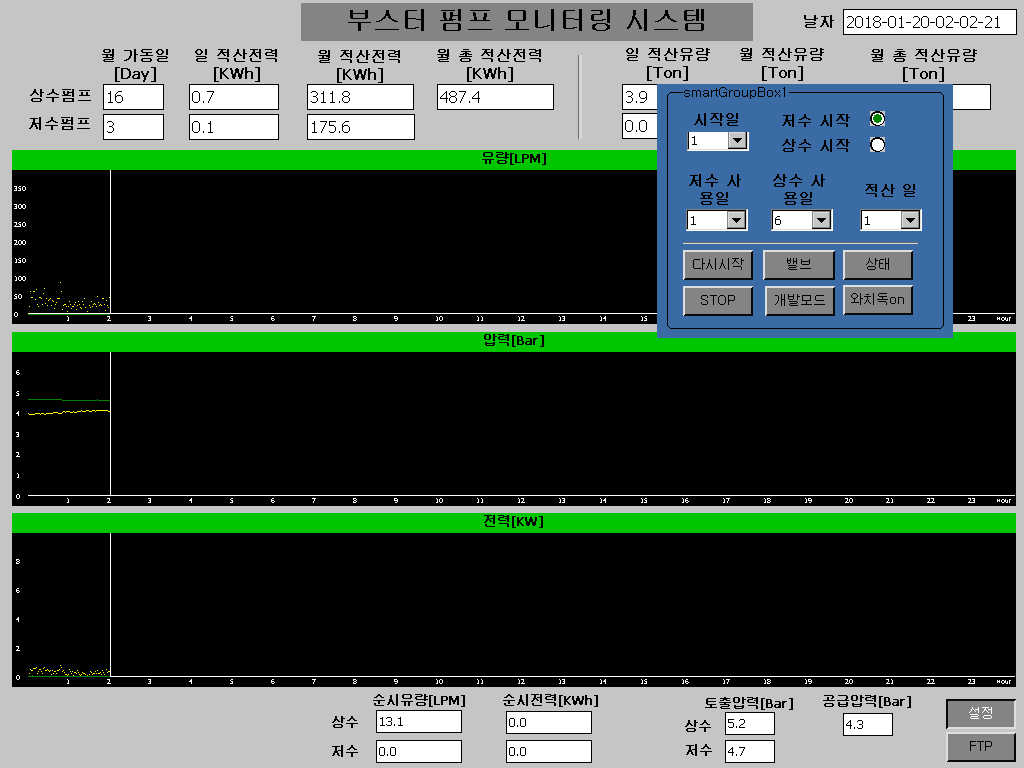 부스터 펌프 모니터링 시스템
날자 2018-01-20-02-02-21
월 가동일 일 적산전력 월 적산전력 월 총 적산전력 일 적산유량 월 적산유량 월 총 적산유량
[Day] [KWh] [KWh] [KWh] [Ton] [Ton] [Ton]
상수펌프 16 0.7 311.8 487.4 3.9
저수펌프 3 0.1 175.6 0.0
smartGroupBox1
시작일 저수 시작
1 상수 시작
저수 사 상수 사 적산 일
용일 용일
1 6 1
다시시작 밸브 상태
STOP 개발모드 와치독on
유량[LPM]
350
300
250
200
150
100
50
0
1 2 3 4 5 6 7 8 9 10 11 12 13 14 15 23 Hour
압력[Bar]
6
5
4
3
2
1
0
1 2 3 4 5 6 7 8 9 10 11 12 13 14 15 16 17 18 19 20 21 22 23 Hour
전력[KW]
8
6
4
2
0
1 2 3 4 5 6 7 8 9 10 11 12 13 14 15 16 17 18 19 20 21 22 23 Hour
순시유량[LPM] 순시전력[KWh] 토출압력[Bar] 공급압력[Bar]
상수 13.1 0.0 상수 5.2 4.3
저수 0.0 0.0 저수 4.7
설정
FTP